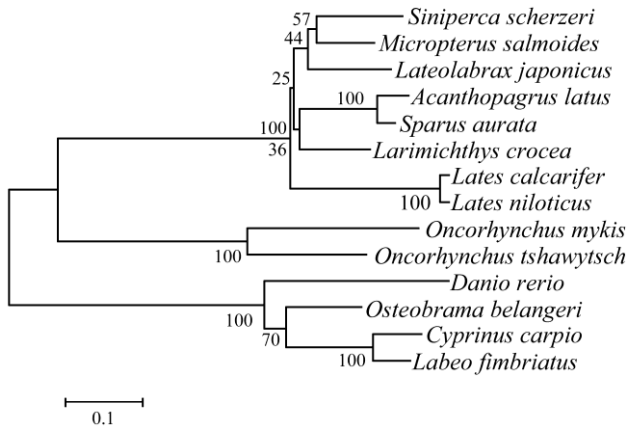 57
Siniperca scherzeri
44
Micropterus salmoides
25
Lateolabrax japonicus
100
Acanthopagrus latus
100
Sparus aurata
36
Larimichthys crocea
Lates calcarifer
100
Lates niloticus
Oncorhynchus mykis
100
Oncorhynchus tshawytsch
Danio rerio
100
Osteobrama belangeri
70
Cyprinus carpio
100
Labeo fimbriatus
0.1